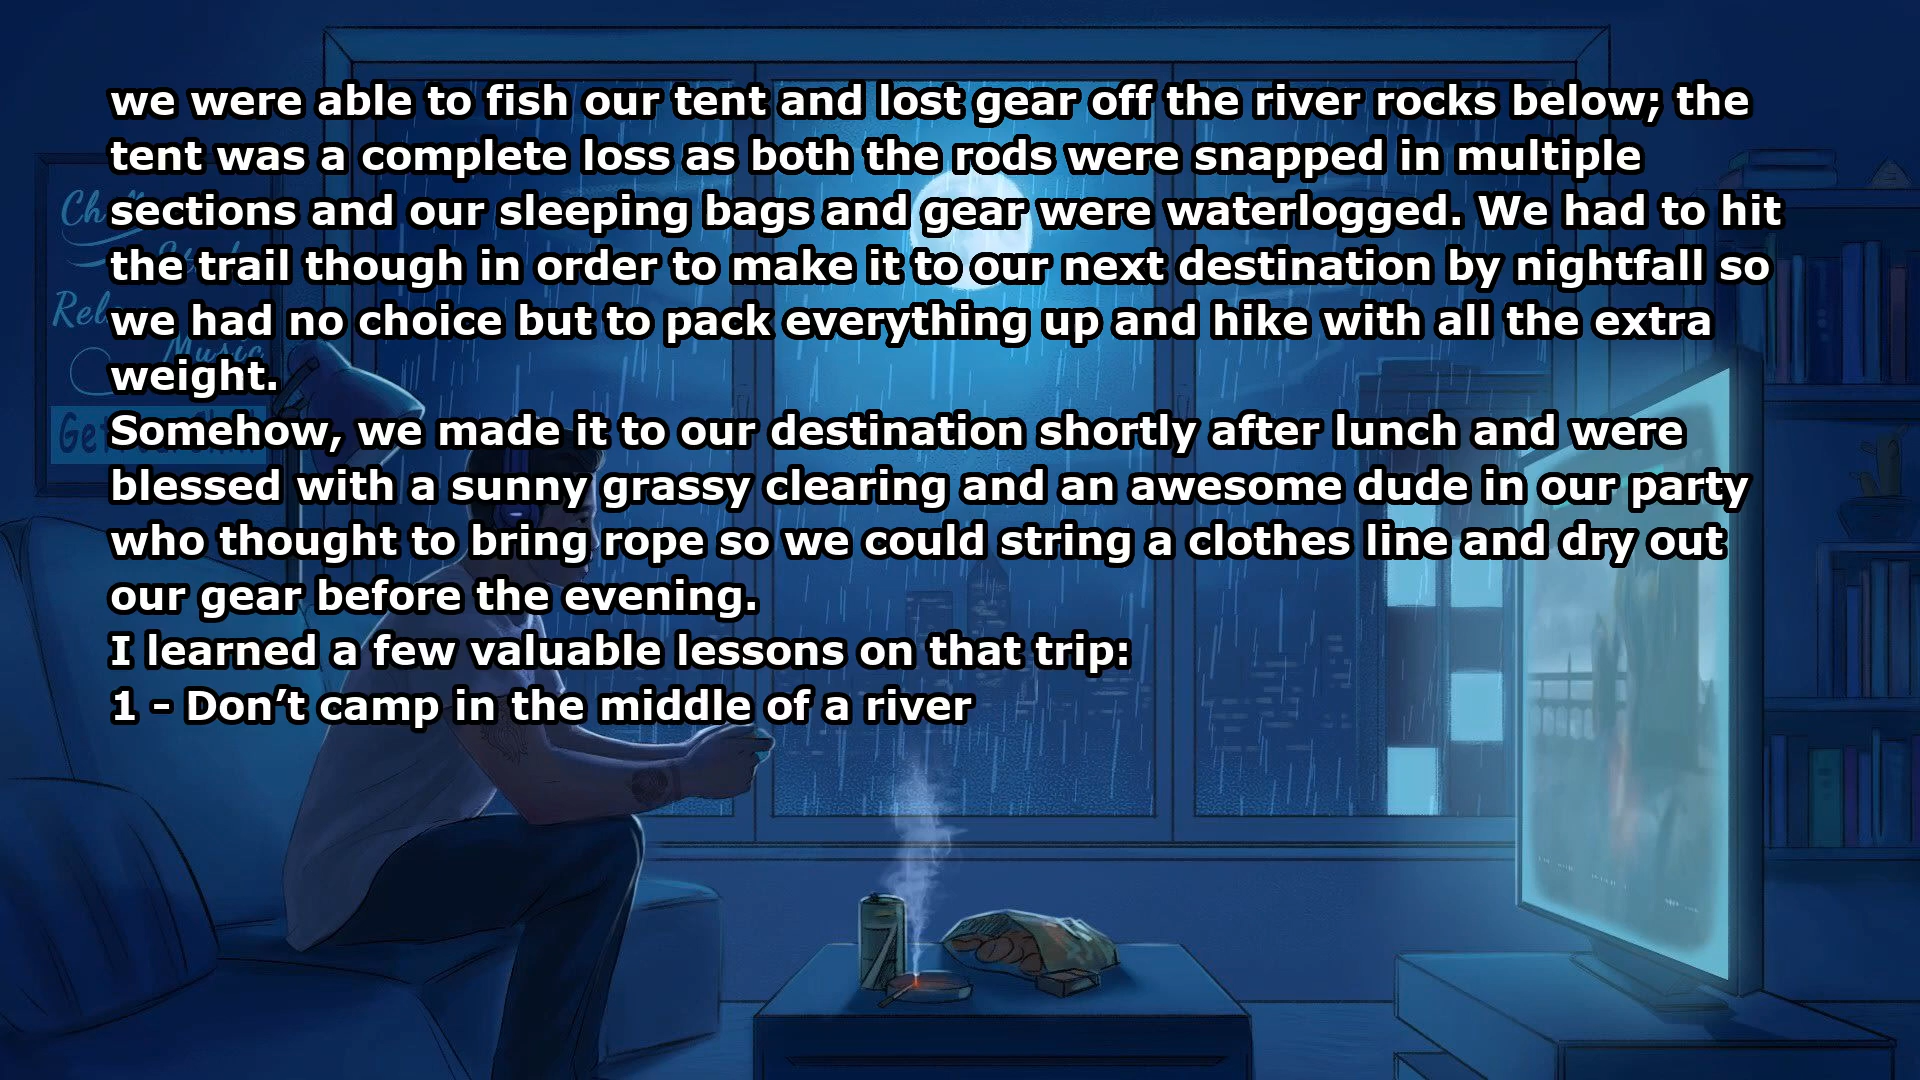 we were able to fish our tent and lost gear off the river rocks below; the
tent was a complete loss as both the rods were snapped in multiple
sections and our sleeping bags and gear were waterlogged. We had to hit
the trail though in order to make it to our next destination by nightfall so
we had no choice but to pack everything up and hike with all the extra
weight.
Somehow, we made it to our destination shortly after lunch and were
blessed with a sunny grassy clearing and an awesome dude in our party
who thought to bring rope so we could string a clothes line and dry out
our gear before the evening.
I learned a few valuable lessons on that trip:
1 - Don’t camp in the middle of a river
Music